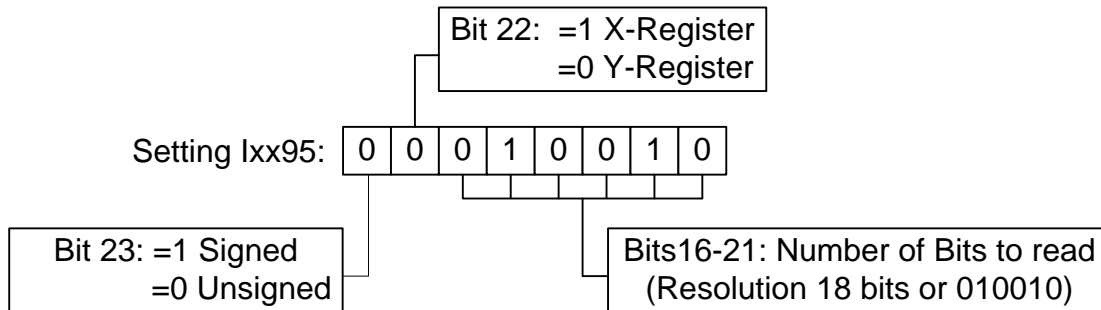 Bit 22: =1 X-Register
=0 Y-Register
Setting Ixx95: 0 0 0 1 0 0 1 0
Bit 23: =1 Signed
=0 Unsigned
Bits16-21: Number of Bits to read
(Resolution 18 bits or 010010)